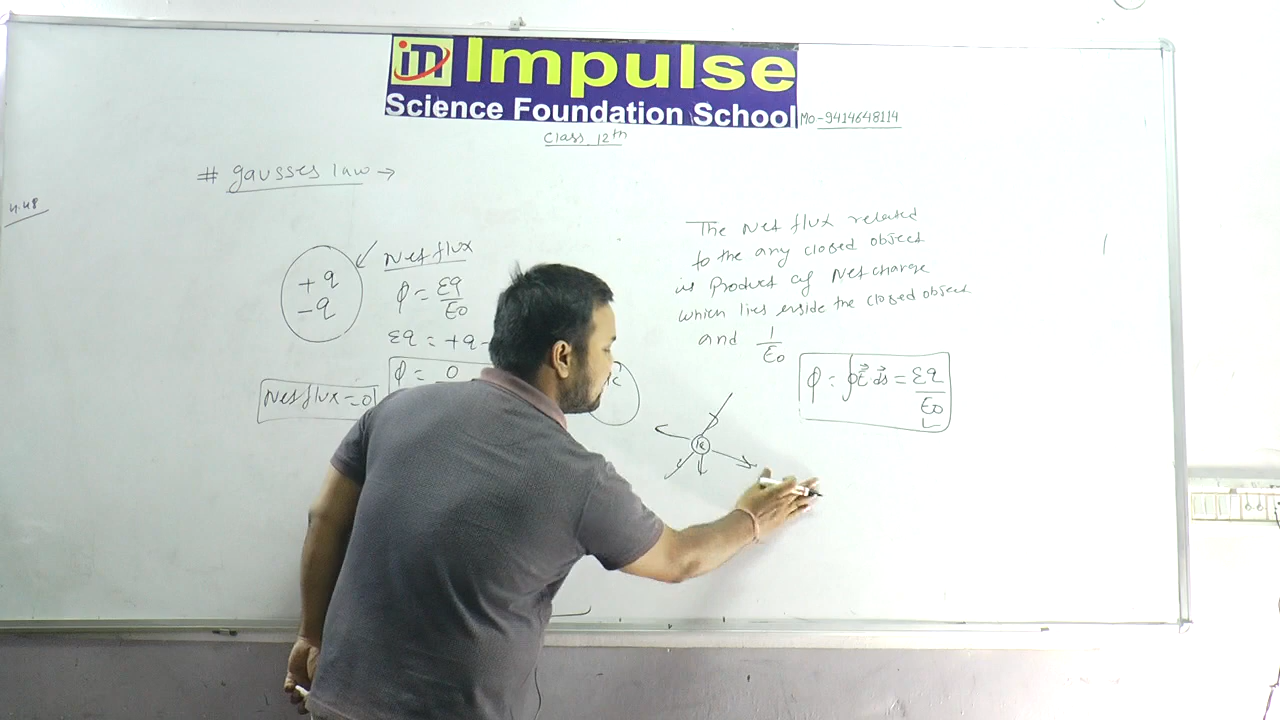 im Impulse
Science Foundation School
MO-9414648114
Class 12th
# gausses law →
4.48
+q
-q
Net flux
φ = Σq/ε0
Σq = +q -
φ = 0
Net flux = 0
The Net flux related
to the any closed object
is Product of Net charge
which lies inside the closed object
and 1/ε0
φ = ∮E⃗ ds⃗ = Σq/ε0